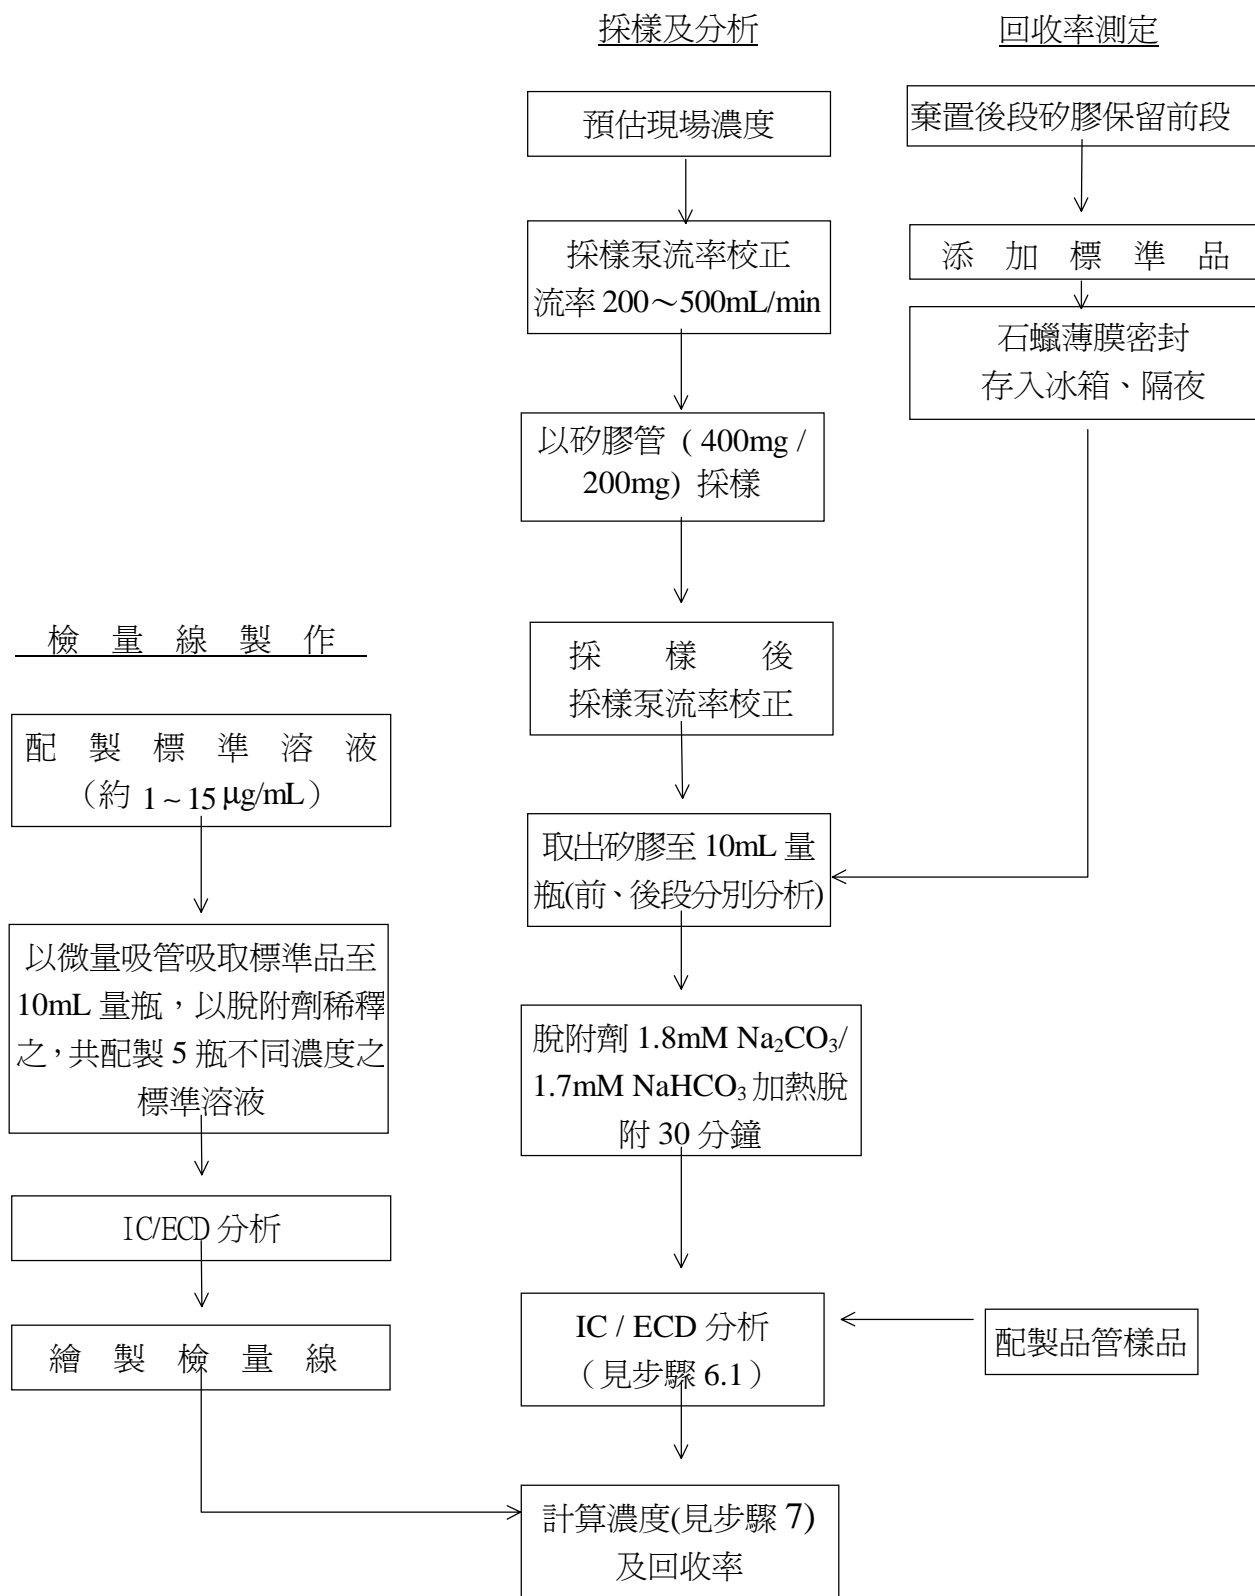 採樣及分析
預估現場濃度
採樣泵流率校正
流率 200～500mL/min
以矽膠管 ( 400mg /
200mg) 採樣
採 樣 後
採樣泵流率校正
取出矽膠至 10mL 量
瓶(前、後段分別分析)
脫附劑 1.8mM Na₂CO₃/
1.7mM NaHCO₃ 加熱脫
附 30 分鐘
IC / ECD 分析
（見步驟 6.1）
計算濃度(見步驟 7)
及回收率
回收率測定
棄置後段矽膠保留前段
添 加 標 準 品
石蠟薄膜密封
存入冰箱、隔夜
配製品管樣品
檢 量 線 製 作
配 製 標 準 溶 液
（約 1 ~ 15 μg/mL）
以微量吸管吸取標準品至
10mL 量瓶，以脫附劑稀釋
之，共配製 5 瓶不同濃度之
標準溶液
IC/ECD 分析
繪 製 檢 量 線